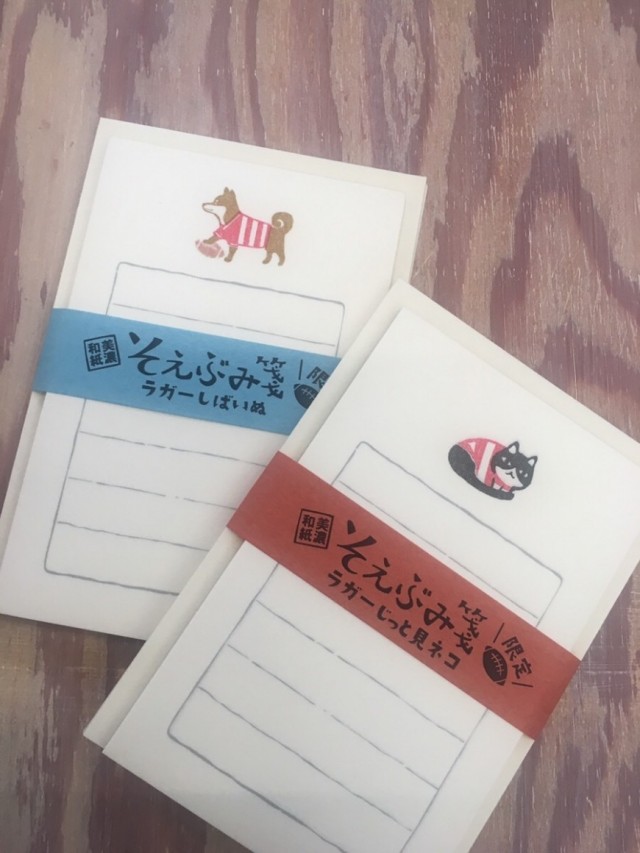 美濃和紙
そえぶみ箋
限定
ラガーしばいぬ
美濃和紙
そえぶみ箋
限定
ラガーじっと見ネコ